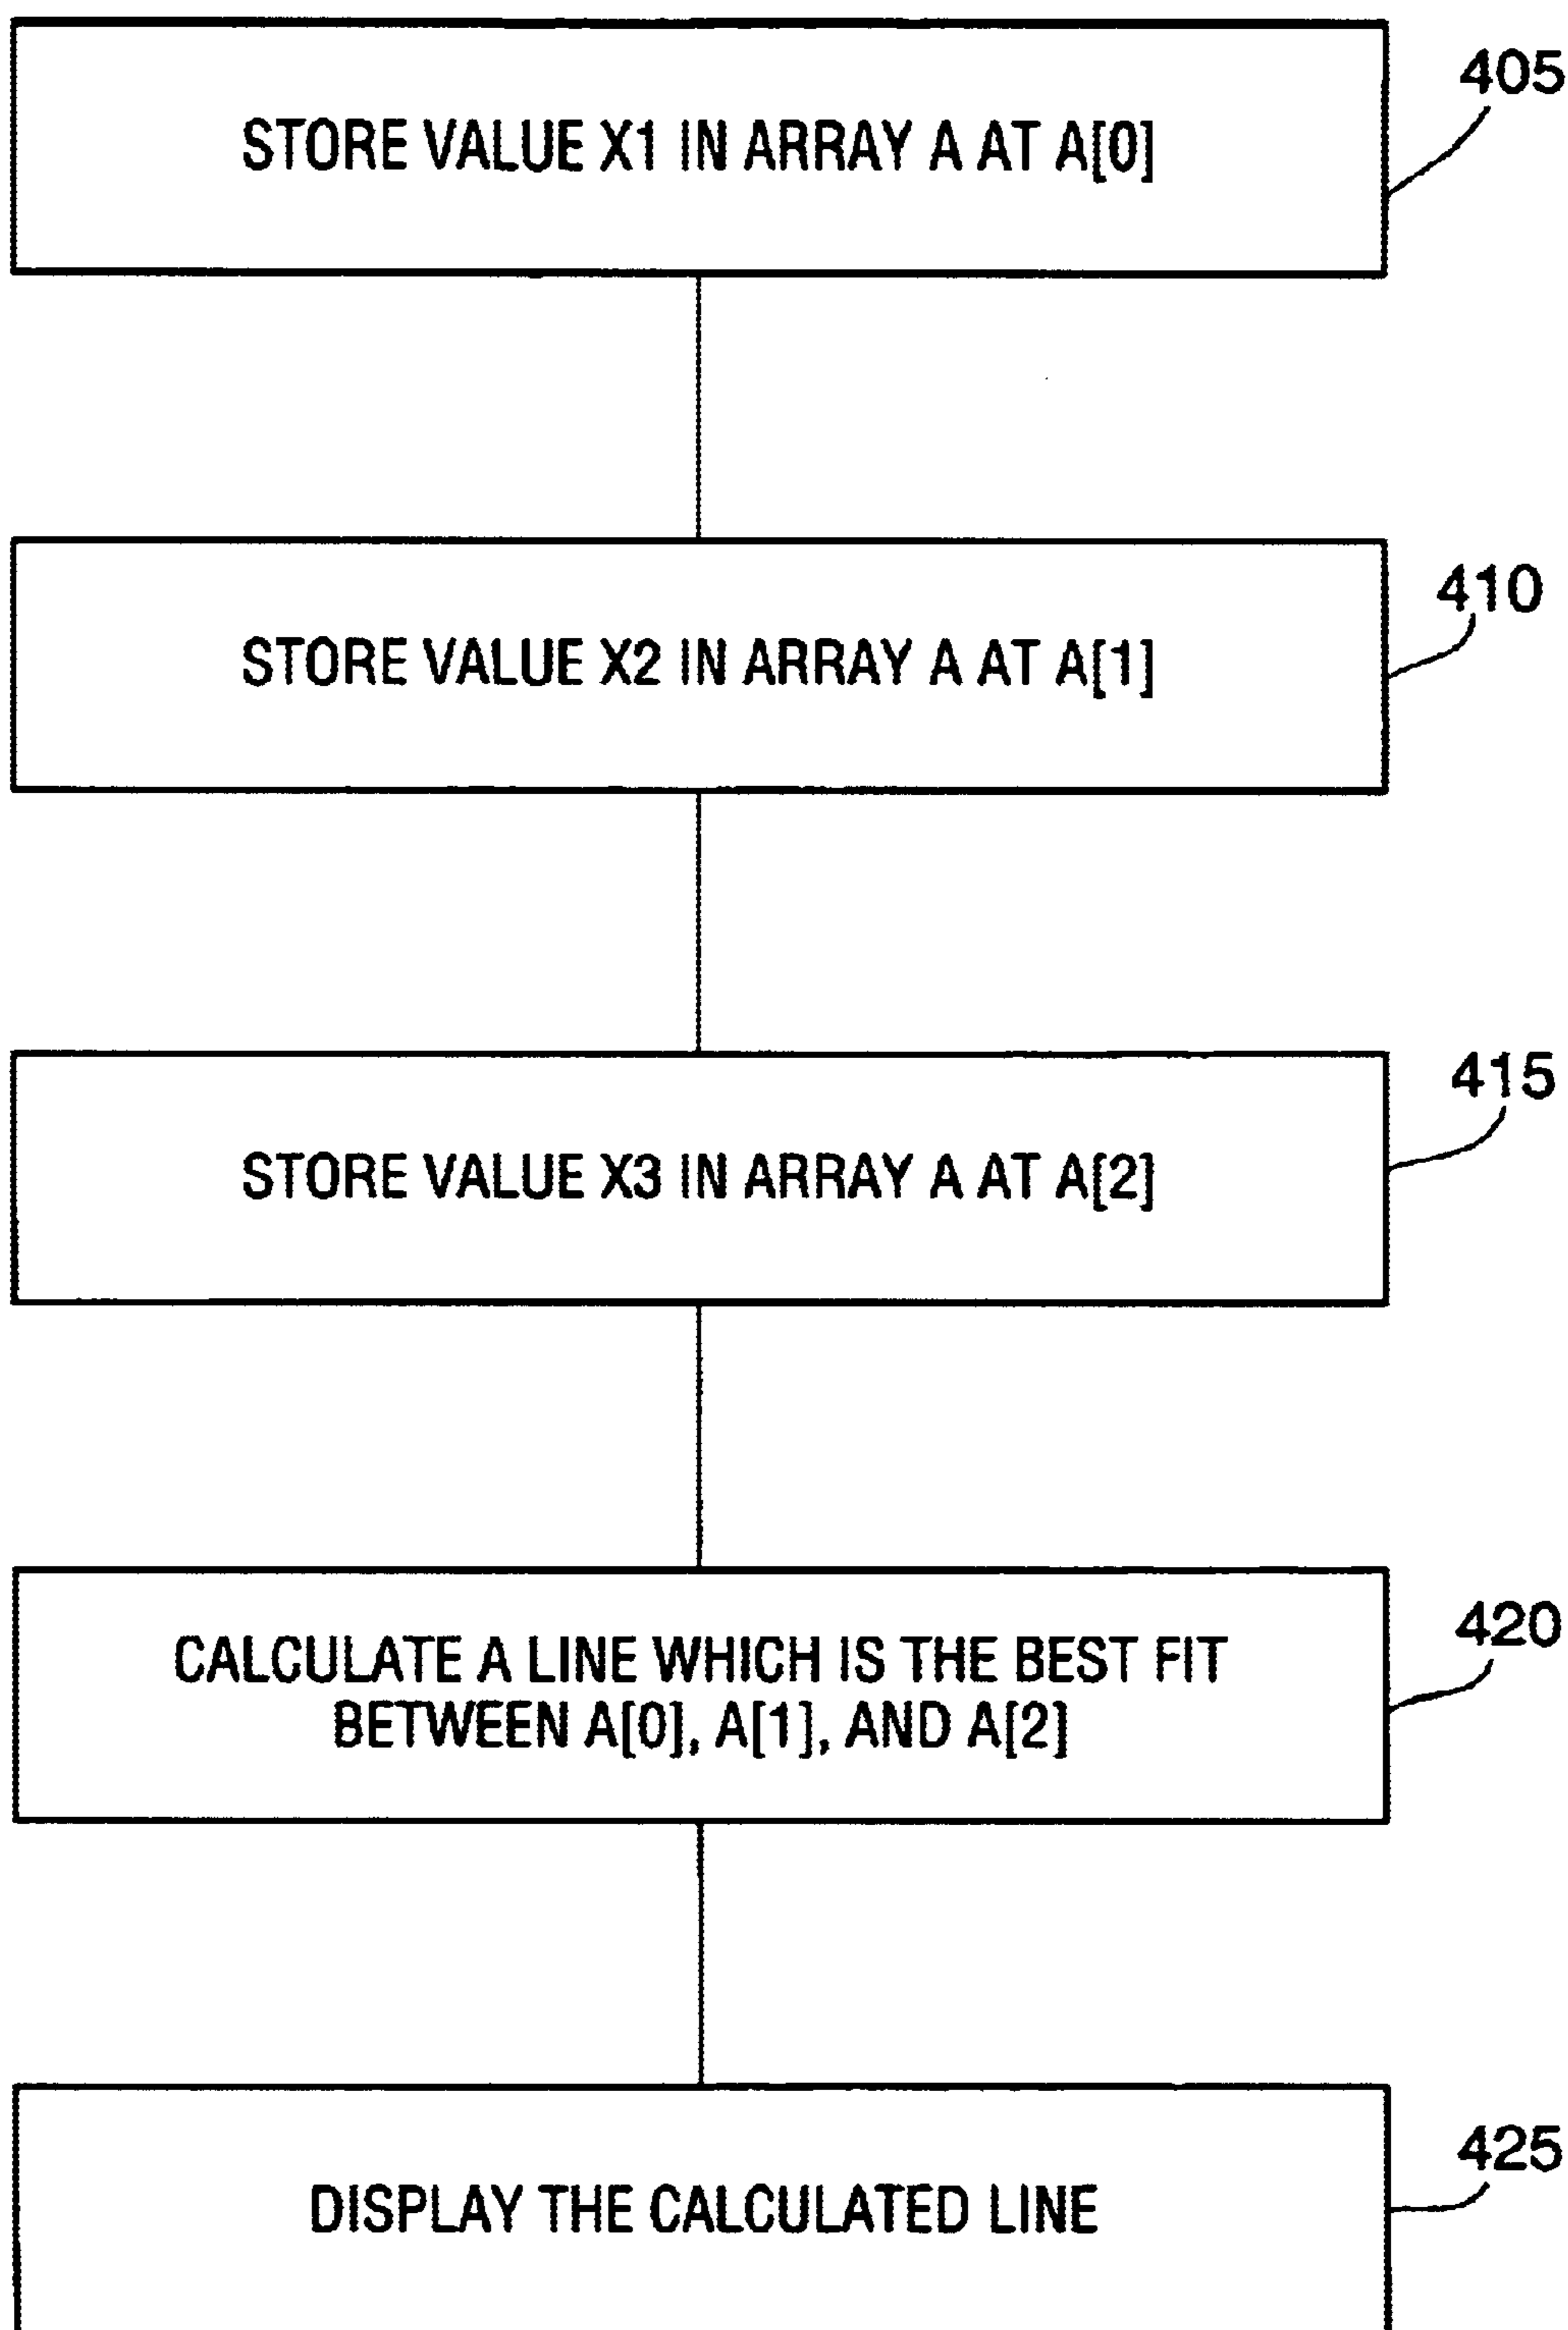 405
STORE VALUE X1 IN ARRAY A AT A[0]
410
STORE VALUE X2 IN ARRAY A AT A[1]
415
STORE VALUE X3 IN ARRAY A AT A[2]
420
CALCULATE A LINE WHICH IS THE BEST FIT
BETWEEN A[0], A[1], AND A[2]
425
DISPLAY THE CALCULATED LINE